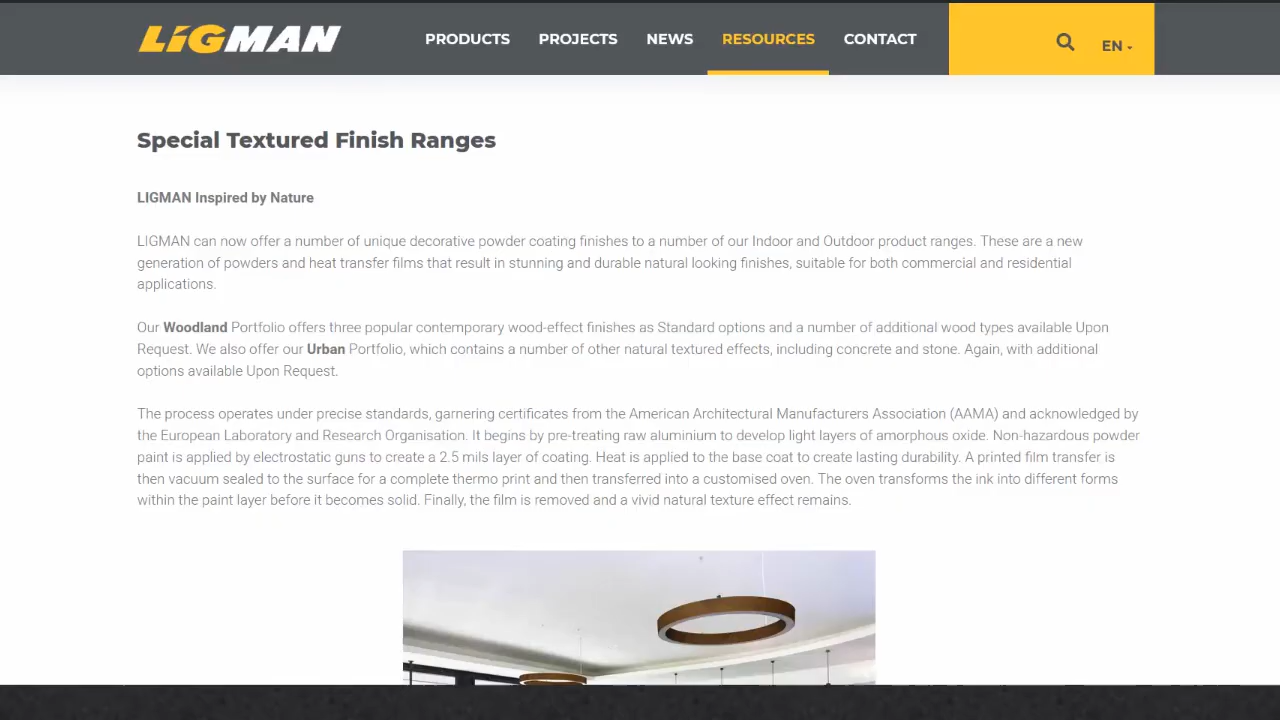 LiGMAN
PRODUCTS PROJECTS NEWS RESOURCES CONTACT EN
Special Textured Finish Ranges
LIGMAN Inspired by Nature
LIGMAN can now offer a number of unique decorative powder coating finishes to a number of our Indoor and Outdoor product ranges. These are a new
generation of powders and heat transfer films that result in stunning and durable natural looking finishes, suitable for both commercial and residential
applications.
Our Woodland Portfolio offers three popular contemporary wood-effect finishes as Standard options and a number of additional wood types available Upon
Request. We also offer our Urban Portfolio, which contains a number of other natural textured effects, including concrete and stone. Again, with additional
options available Upon Request.
The process operates under precise standards, garnering certificates from the American Architectural Manufacturers Association (AAMA) and acknowledged by
the European Laboratory and Research Organisation. It begins by pre-treating raw aluminium to develop light layers of amorphous oxide. Non-hazardous powder
paint is applied by electrostatic guns to create a 2.5 mils layer of coating. Heat is applied to the base coat to create lasting durability. A printed film transfer is
then vacuum sealed to the surface for a complete thermo print and then transferred into a customised oven. The oven transforms the ink into different forms
within the paint layer before it becomes solid. Finally, the film is removed and a vivid natural texture effect remains.